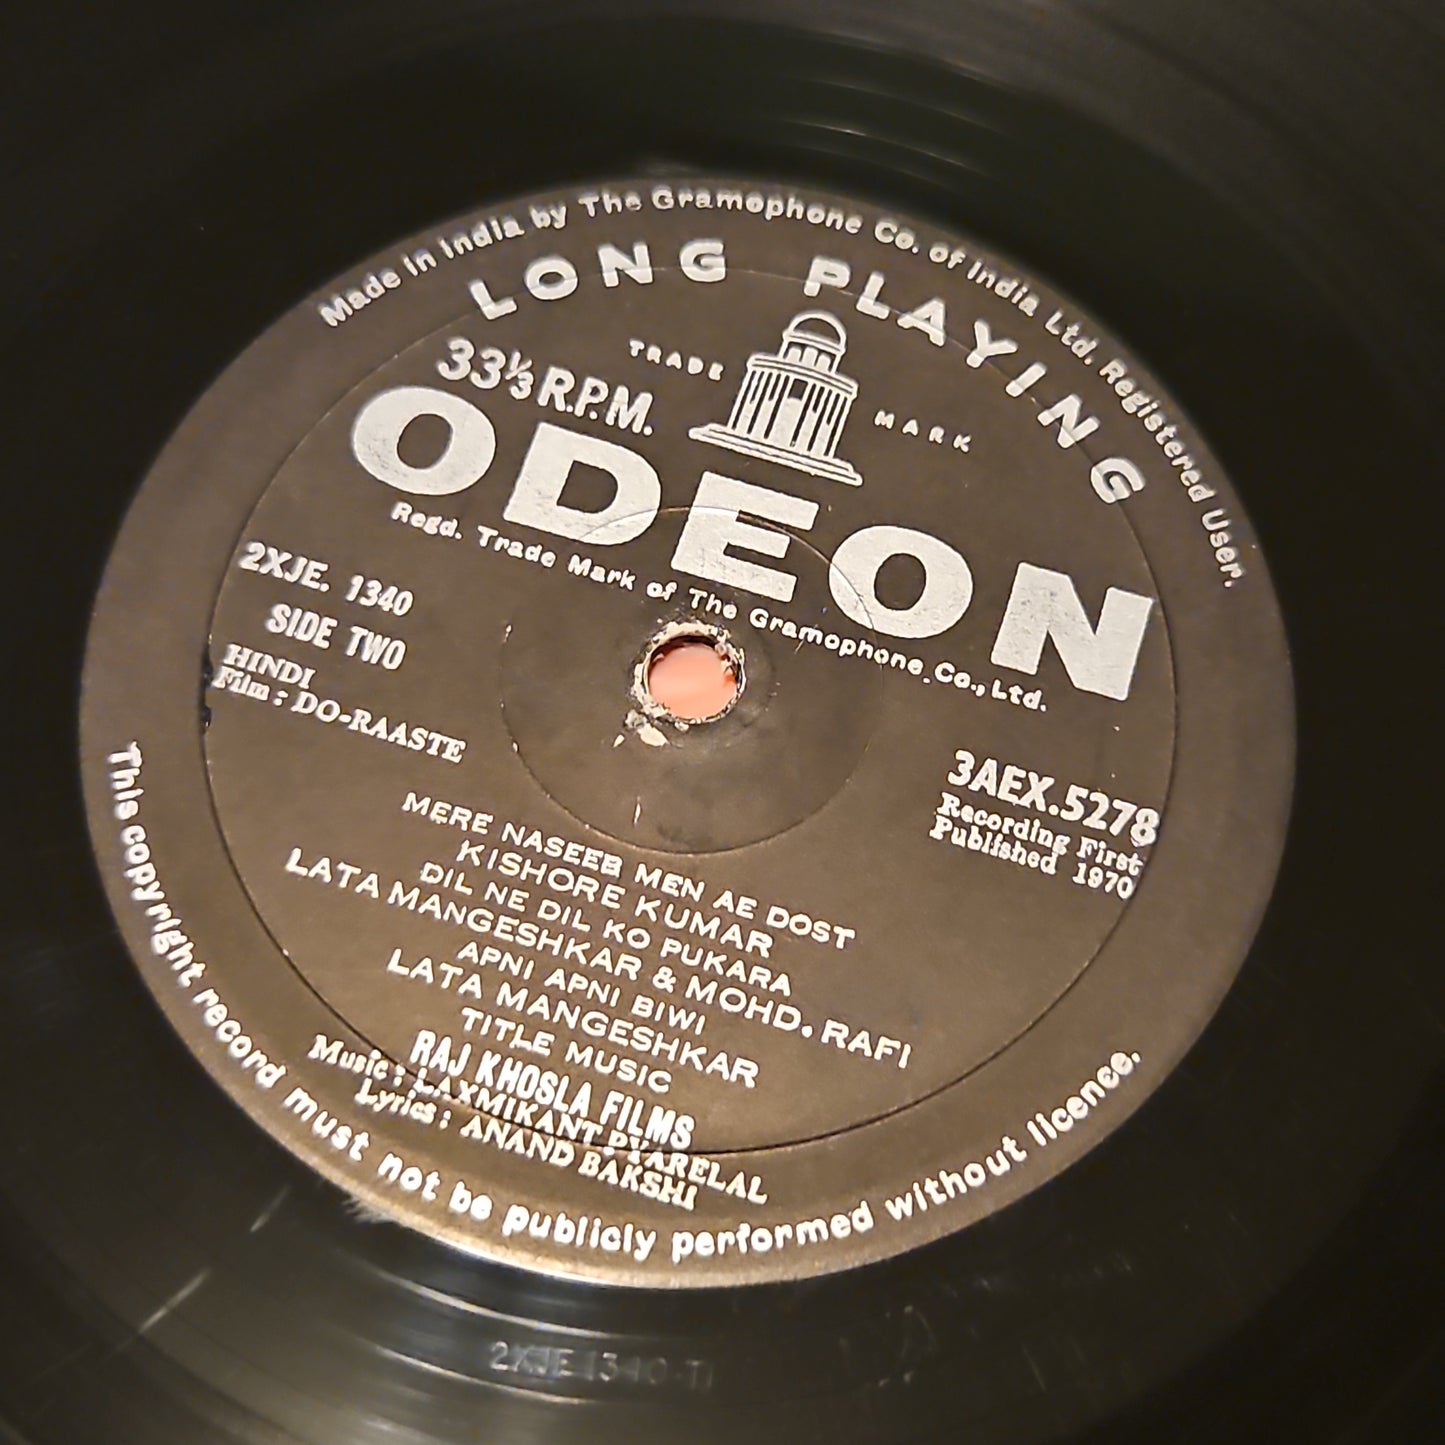 Made in India by The Gramophone Co. of India Ltd. Registered User.
LONG PLAYING
TRADE MARK
33⅓ R.P.M.
ODEON
Regd. Trade Mark of The Gramophone Co., Ltd.
2XJE. 1340
SIDE TWO
HINDI
Film : DO-RAASTE
3AEX.5278
Recording First
Published 1970
MERE NASEEB MEN AE DOST
KISHORE KUMAR
DIL NE DIL KO PUKARA
LATA MANGESHKAR & MOHD. RAFI
APNI APNI BIWI
LATA MANGESHKAR
TITLE MUSIC
RAJ KHOSLA FILMS
Music : LAXMIKANT PYARELAL
Lyrics : ANAND BAKSHI
This copyright record must not be publicly performed without licence.
2XJE 1340-T1